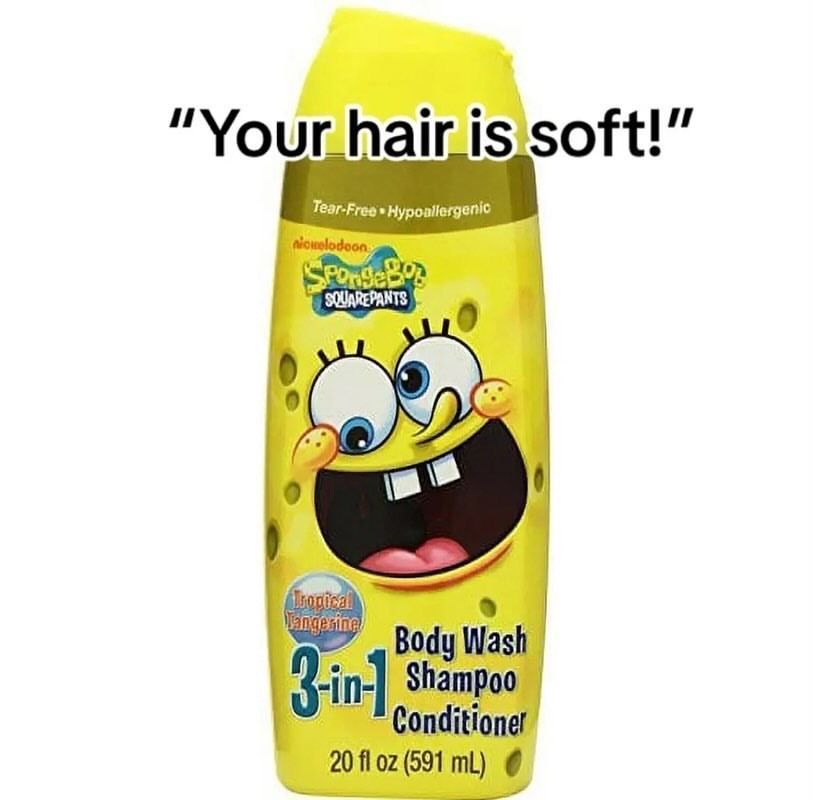 “Your hair is soft!”
Tear-Free • Hypoallergenic
nickelodeon
SpongeBob
SQUAREPANTS
Tropical
Tangerine
3-in-1
Body Wash
Shampoo
Conditioner
20 fl oz (591 mL)